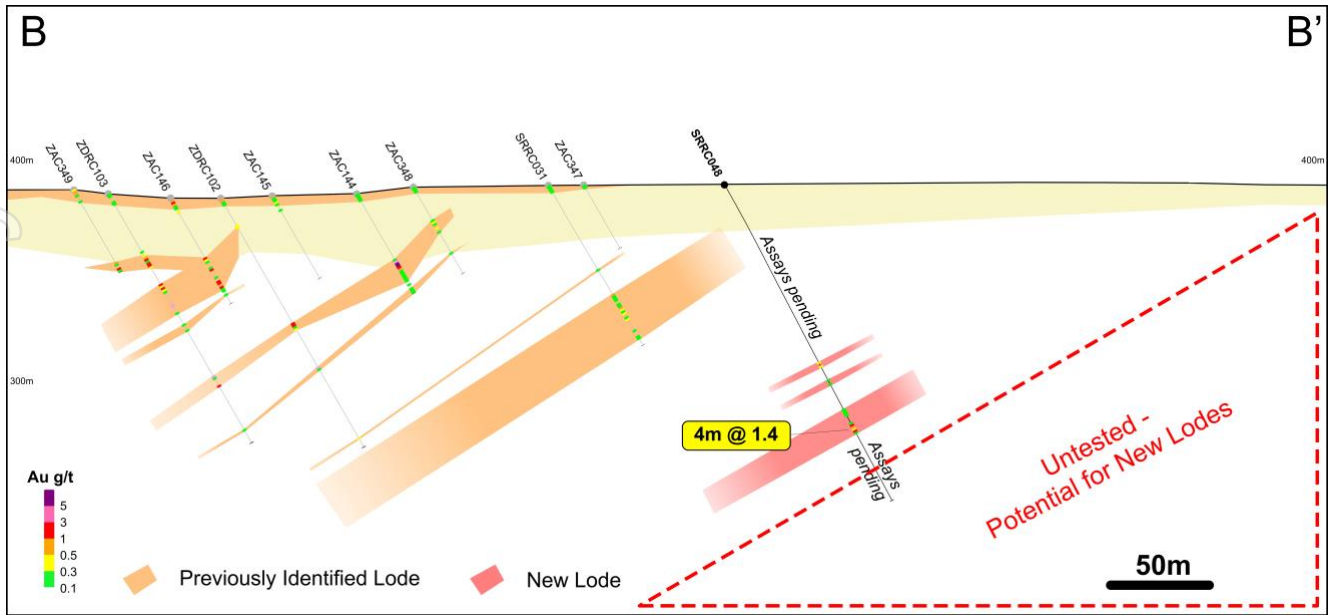 B
B’
ZAC349
ZDRC103
ZAC146
ZDRC102
ZAC145
ZAC144
ZAC348
SRRC031
ZAC347
SRRC048
400m
400m
Assays pending
300m
4m @ 1.4
Assays
pending
Untested -
Potential for New Lodes
Au g/t
5
3
1
0.5
0.3
0.1
Previously Identified Lode
New Lode
50m